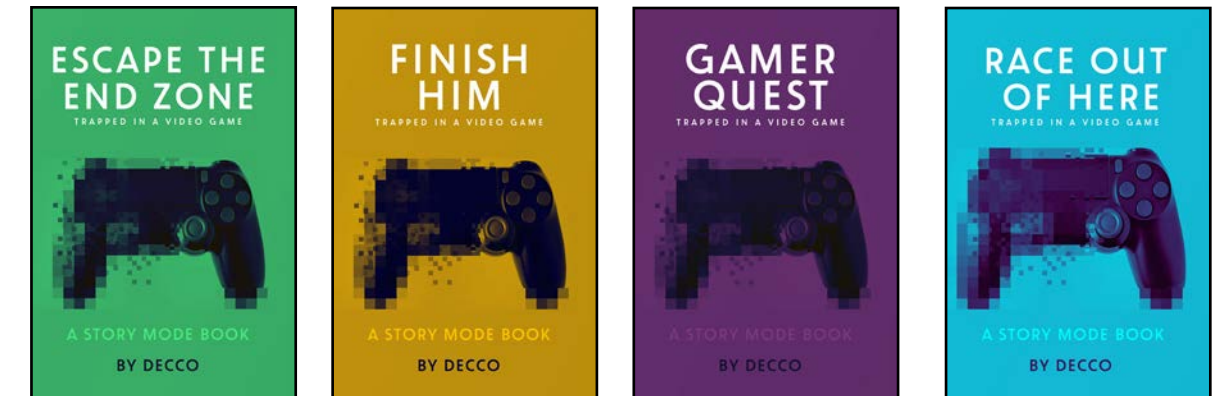 ESCAPE THE
END ZONE
TRAPPED IN A VIDEO GAME
A STORY MODE BOOK
BY DECCO
FINISH
HIM
TRAPPED IN A VIDEO GAME
A STORY MODE BOOK
BY DECCO
GAMER
QUEST
TRAPPED IN A VIDEO GAME
A STORY MODE BOOK
BY DECCO
RACE OUT
OF HERE
TRAPPED IN A VIDEO GAME
A STORY MODE BOOK
BY DECCO